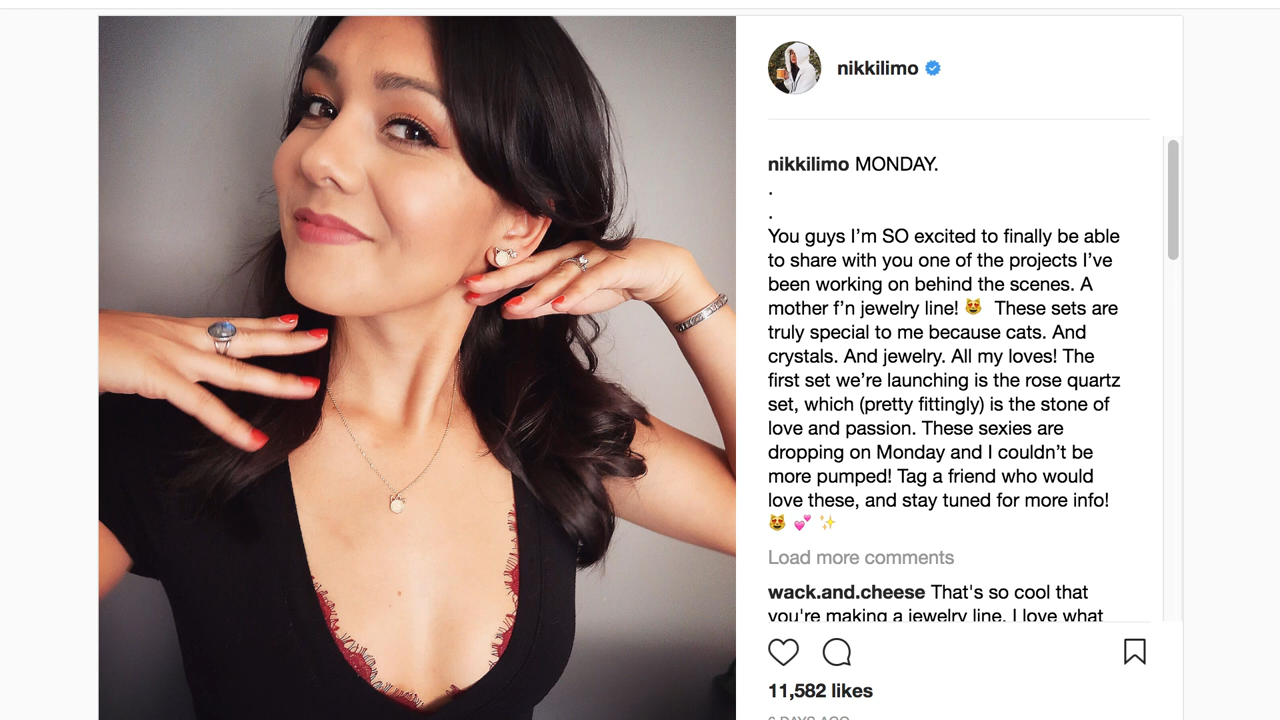 nikkilimo
nikkilimo MONDAY.
.
.
You guys I’m SO excited to finally be able
to share with you one of the projects I’ve
been working on behind the scenes. A
mother f’n jewelry line! 😻 These sets are
truly special to me because cats. And
crystals. And jewelry. All my loves! The
first set we’re launching is the rose quartz
set, which (pretty fittingly) is the stone of
love and passion. These sexies are
dropping on Monday and I couldn’t be
more pumped! Tag a friend who would
love these, and stay tuned for more info!
😻 💕 ✨
Load more comments
wack.and.cheese That's so cool that
you're making a jewelry line. I love what
11,582 likes
6 DAYS AGO